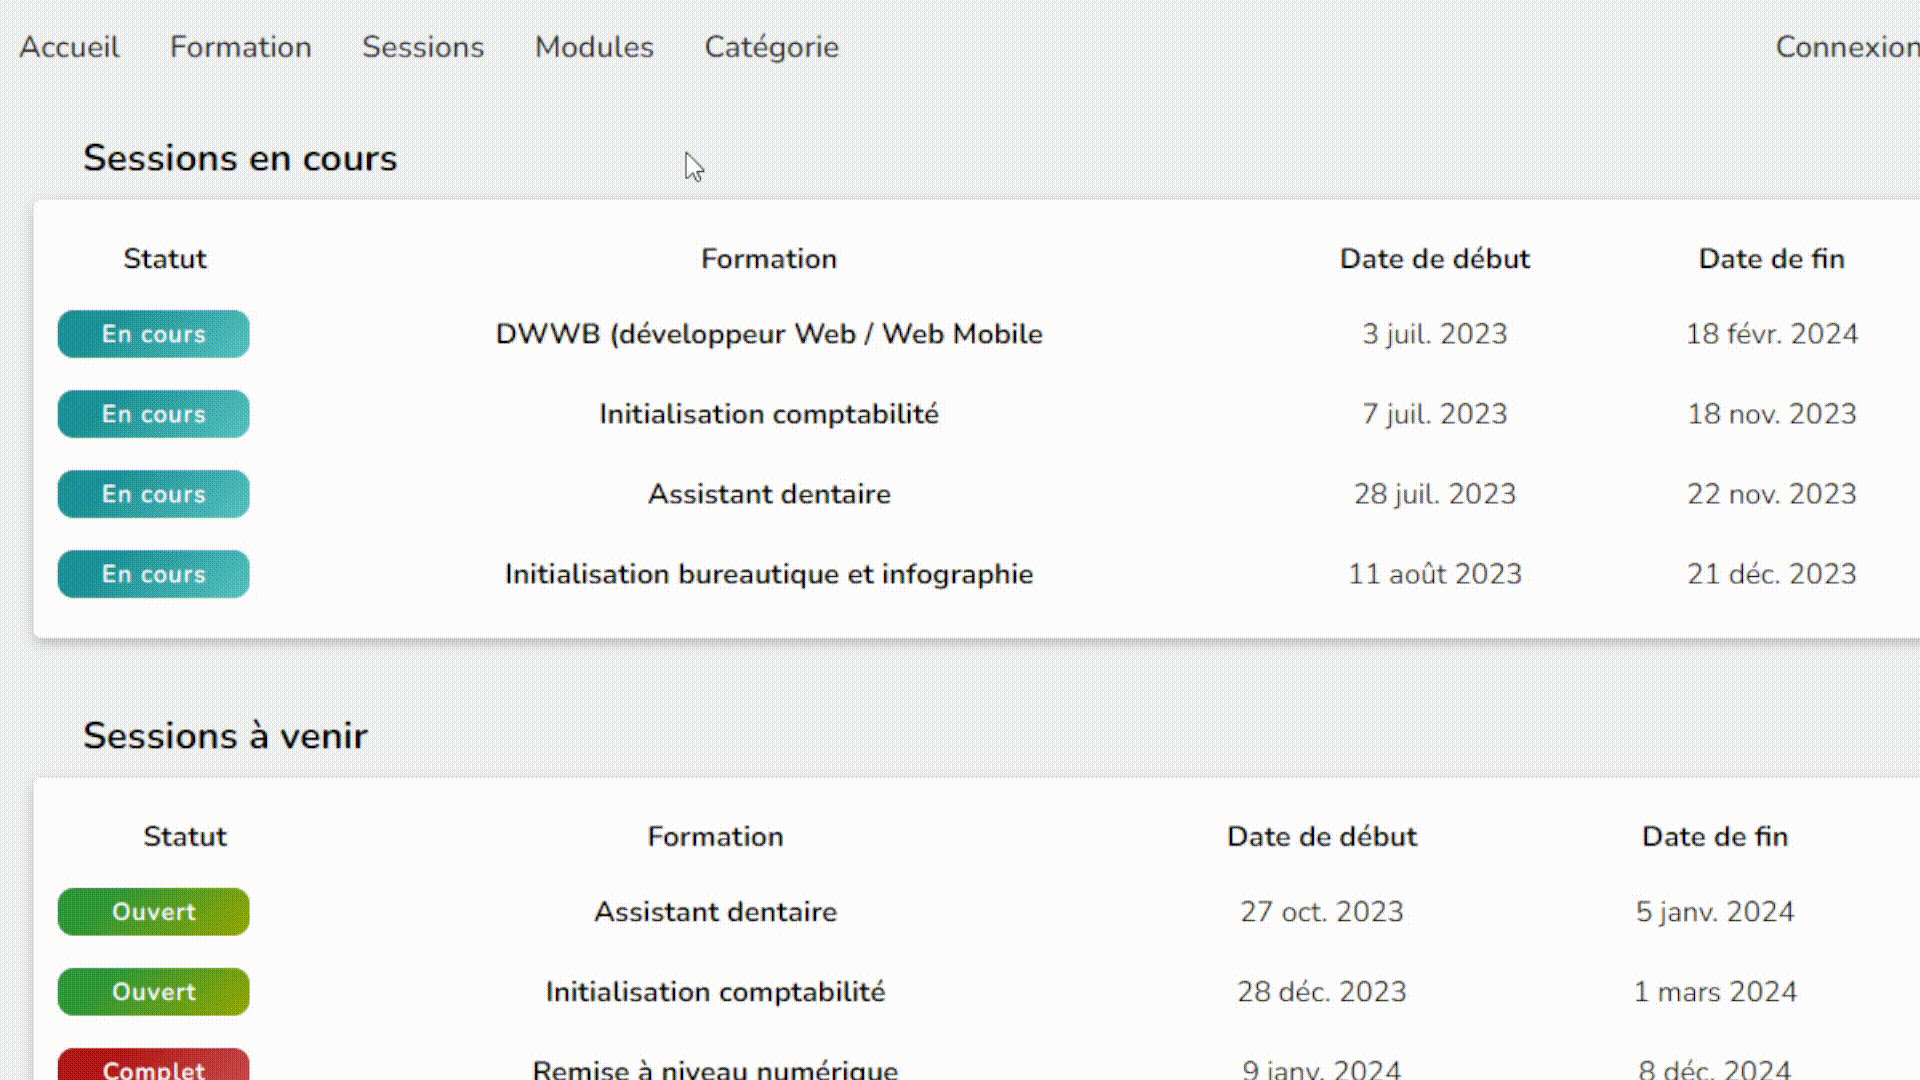 Accueil Formation Sessions Modules Catégorie Connexion
Sessions en cours
Statut Formation Date de début Date de fin
En cours DWWB (développeur Web / Web Mobile 3 juil. 2023 18 févr. 2024
En cours Initialisation comptabilité 7 juil. 2023 18 nov. 2023
En cours Assistant dentaire 28 juil. 2023 22 nov. 2023
En cours Initialisation bureautique et infographie 11 août 2023 21 déc. 2023
Sessions à venir
Statut Formation Date de début Date de fin
Ouvert Assistant dentaire 27 oct. 2023 5 janv. 2024
Ouvert Initialisation comptabilité 28 déc. 2023 1 mars 2024
Complet Remise à niveau numérique 9 janv. 2024 8 déc. 2024